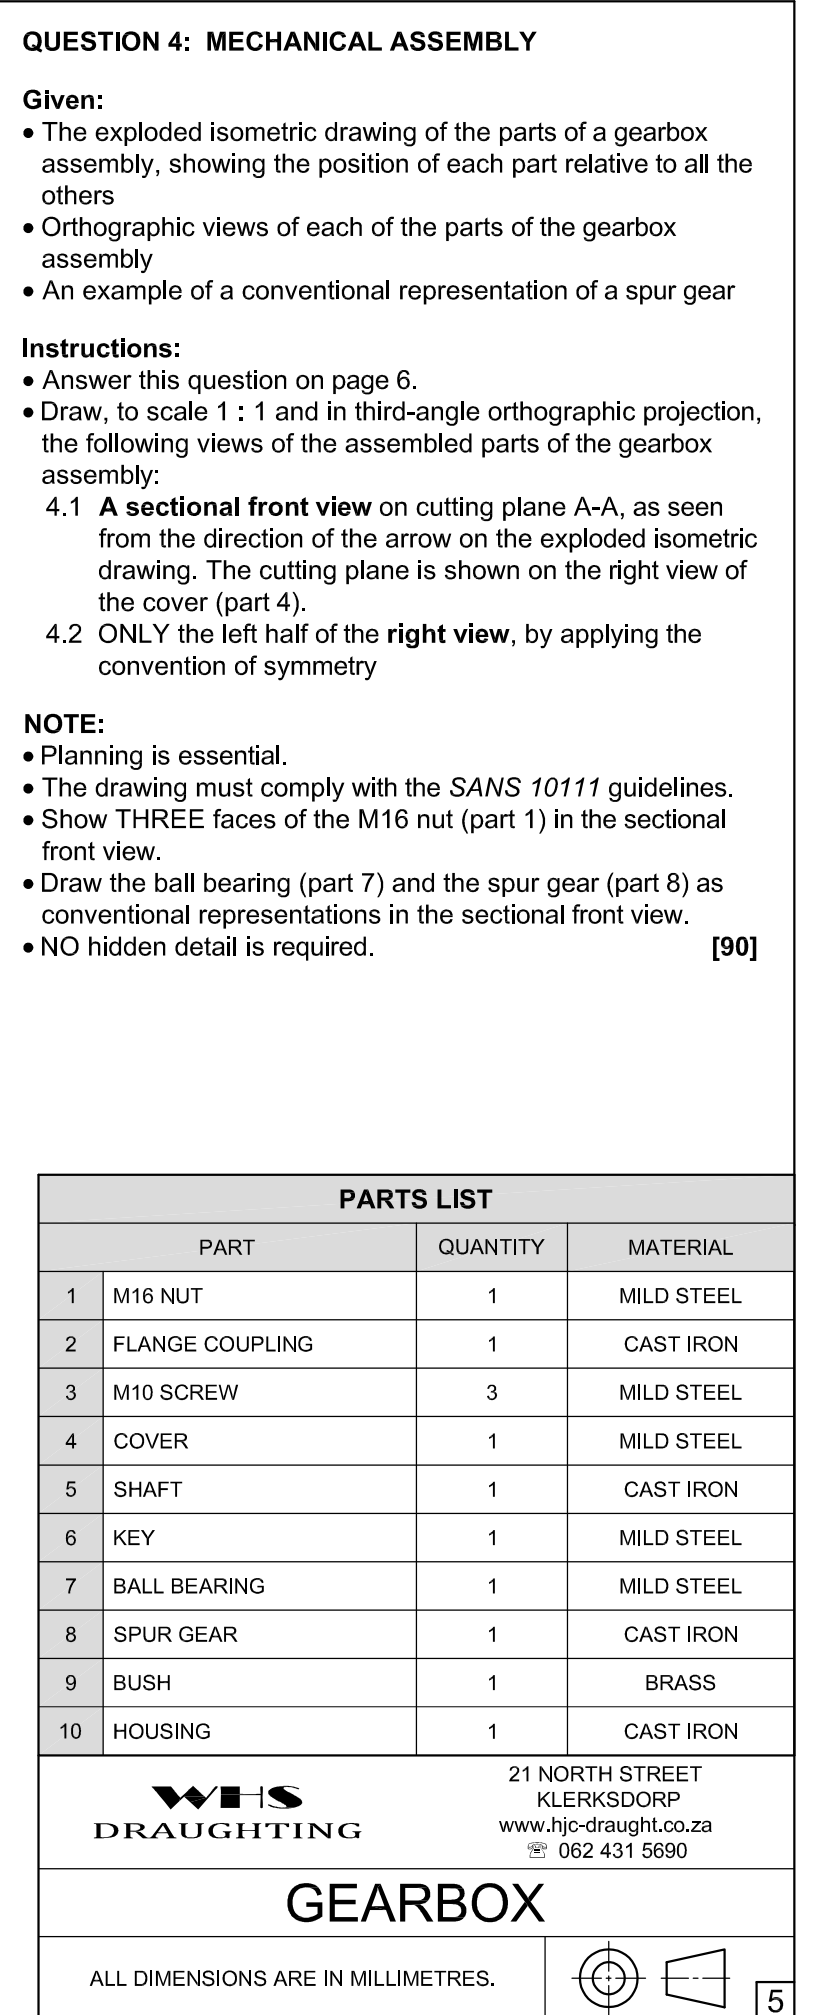 QUESTION 4: MECHANICAL ASSEMBLY
Given:
• The exploded isometric drawing of the parts of a gearbox
assembly, showing the position of each part relative to all the
others
• Orthographic views of each of the parts of the gearbox
assembly
• An example of a conventional representation of a spur gear
Instructions:
• Answer this question on page 6.
• Draw, to scale 1 : 1 and in third-angle orthographic projection,
the following views of the assembled parts of the gearbox
assembly:
4.1 A sectional front view on cutting plane A-A, as seen
from the direction of the arrow on the exploded isometric
drawing. The cutting plane is shown on the right view of
the cover (part 4).
4.2 ONLY the left half of the right view, by applying the
convention of symmetry
NOTE:
• Planning is essential.
• The drawing must comply with the SANS 10111 guidelines.
• Show THREE faces of the M16 nut (part 1) in the sectional
front view.
• Draw the ball bearing (part 7) and the spur gear (part 8) as
conventional representations in the sectional front view.
• NO hidden detail is required. [90]
PARTS LIST
PART QUANTITY MATERIAL
1 M16 NUT 1 MILD STEEL
2 FLANGE COUPLING 1 CAST IRON
3 M10 SCREW 3 MILD STEEL
4 COVER 1 MILD STEEL
5 SHAFT 1 CAST IRON
6 KEY 1 MILD STEEL
7 BALL BEARING 1 MILD STEEL
8 SPUR GEAR 1 CAST IRON
9 BUSH 1 BRASS
10 HOUSING 1 CAST IRON
WHS
DRAUGHTING
21 NORTH STREET
KLERKSDORP
www.hjc-draught.co.za
☏ 062 431 5690
GEARBOX
ALL DIMENSIONS ARE IN MILLIMETRES.
5